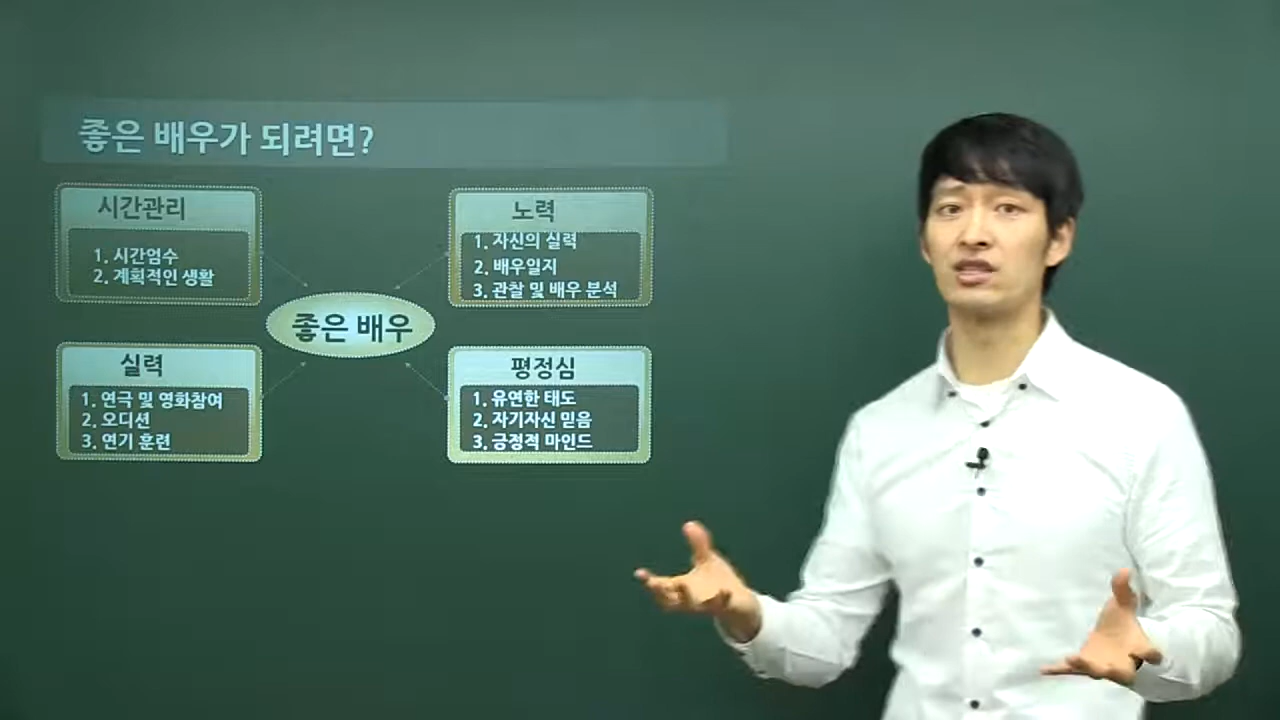 좋은 배우가 되려면?
시간관리
1. 시간엄수
2. 계획적인 생활
노력
1. 자신의 실력
2. 배우일지
3. 관찰 및 배우 분석
좋은 배우
실력
1. 연극 및 영화참여
2. 오디션
3. 연기 훈련
평정심
1. 유연한 태도
2. 자기자신 믿음
3. 긍정적 마인드